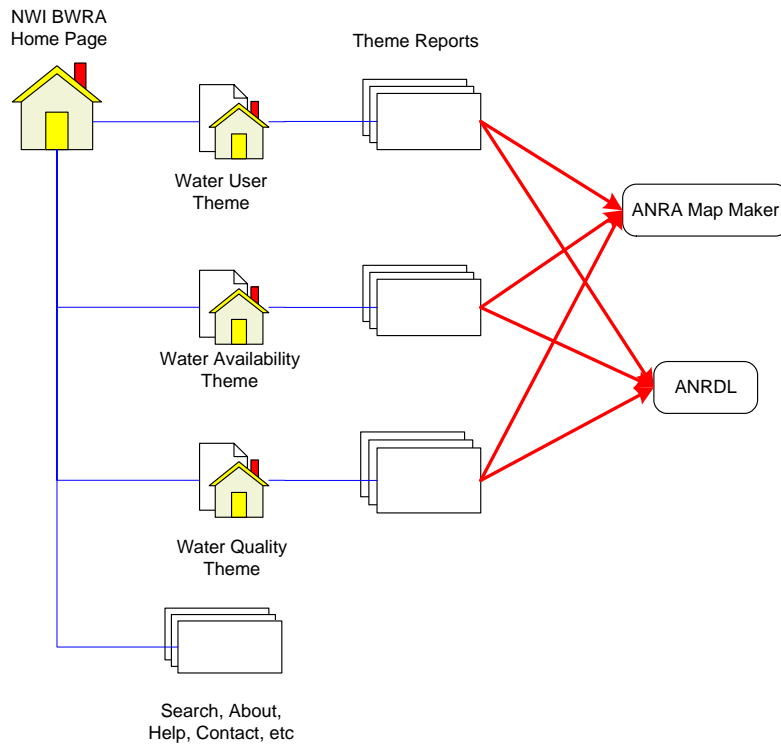 NWI BWRA
Home Page
Theme Reports
Water User
Theme
ANRA Map Maker
Water Availability
Theme
ANRDL
Water Quality
Theme
Search, About,
Help, Contact, etc